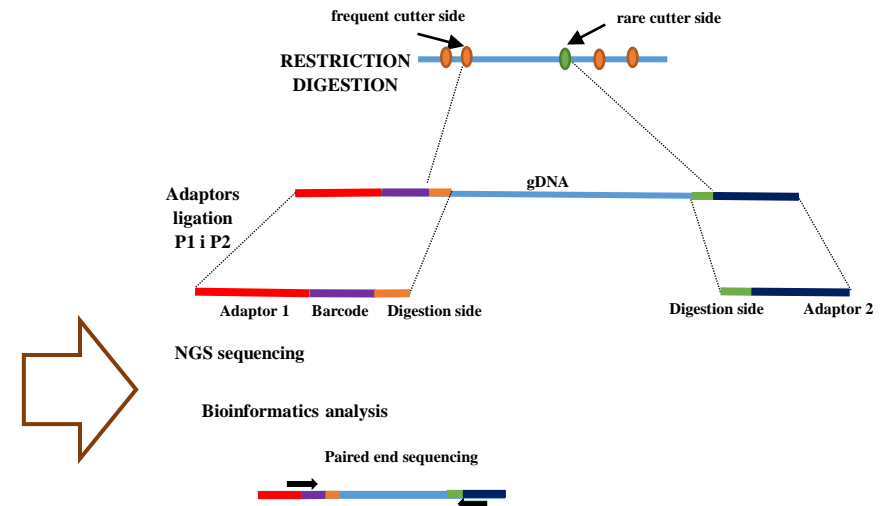 frequent cutter side
rare cutter side
RESTRICTION
DIGESTION
gDNA
Adaptors
ligation
P1 i P2
Adaptor 1
Barcode
Digestion side
Digestion side
Adaptor 2
NGS sequencing
Bioinformatics analysis
Paired end sequencing